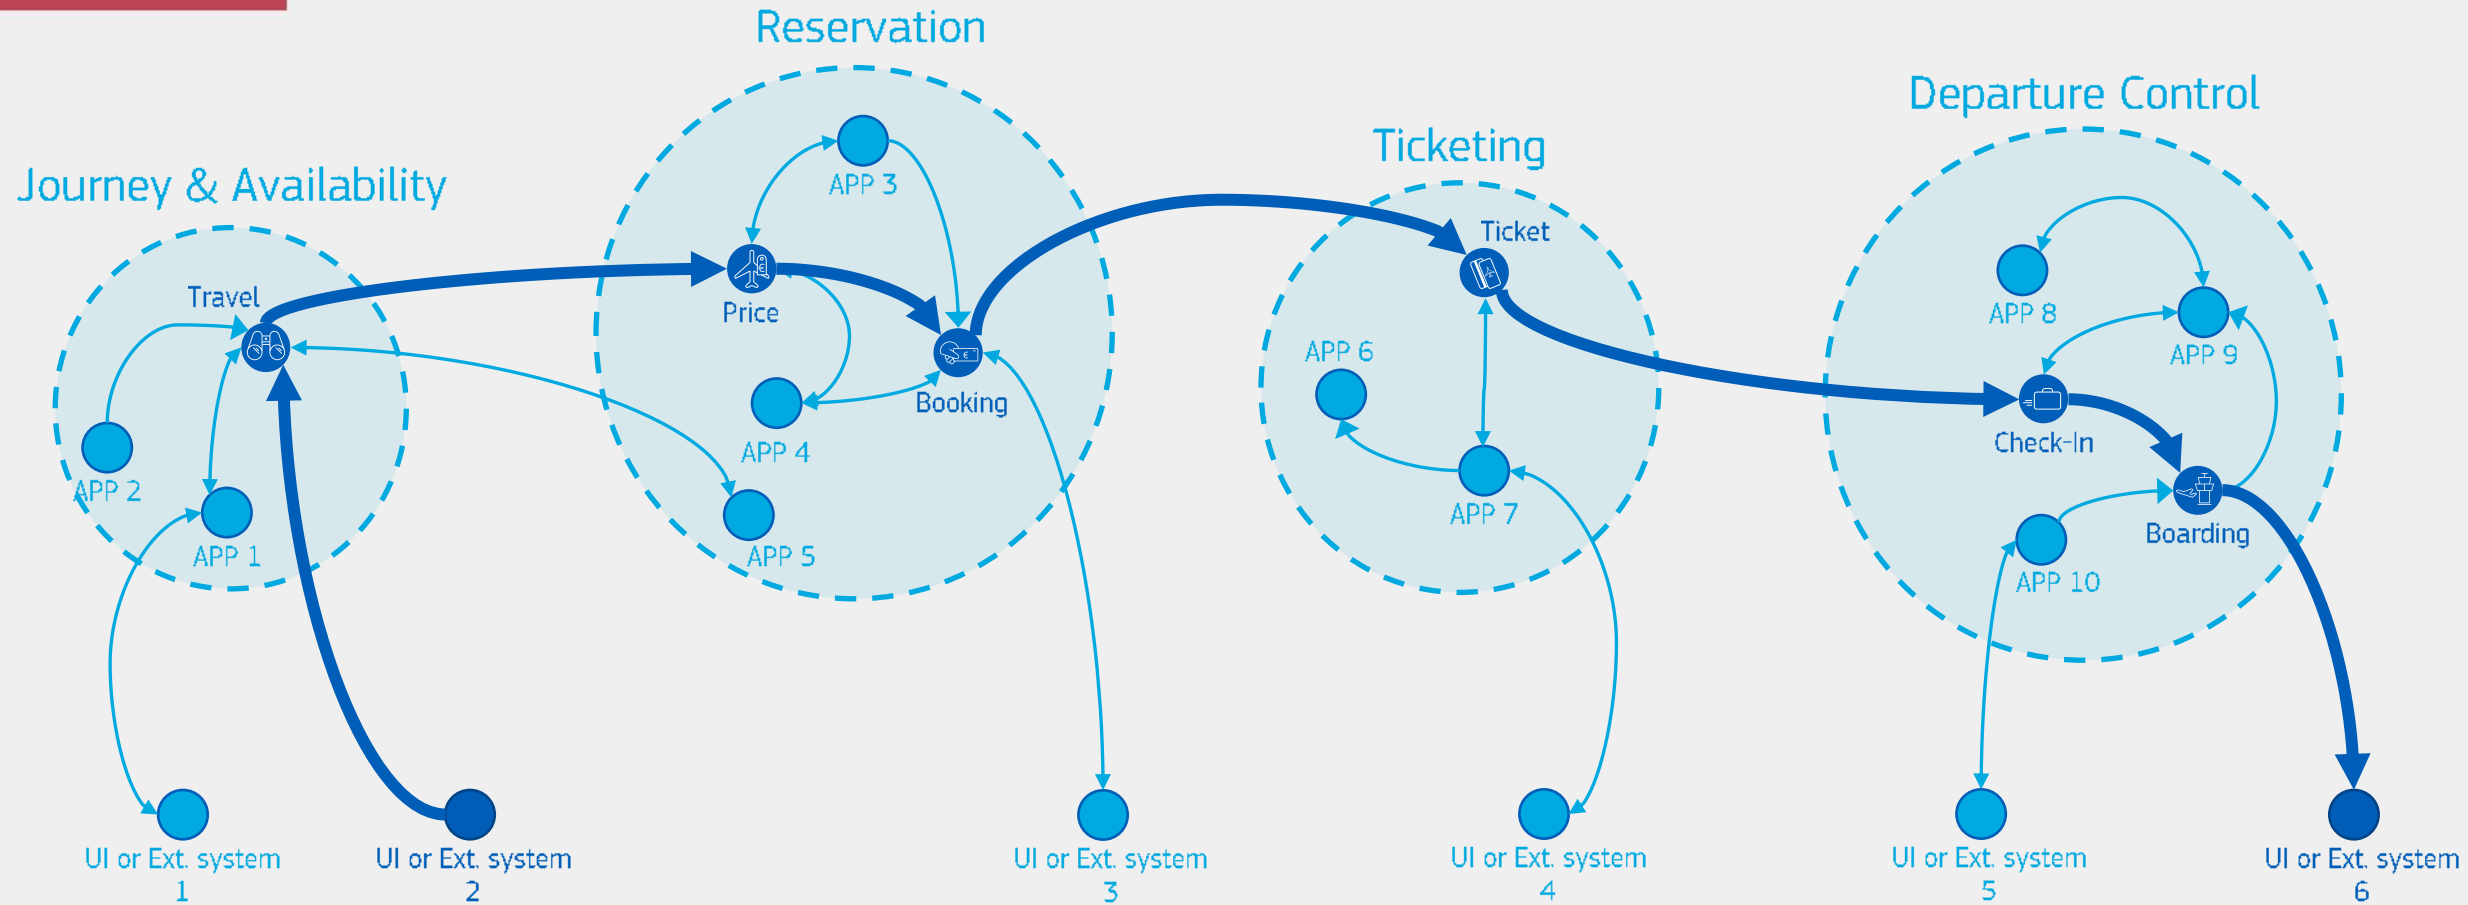 Reservation
Departure Control
Ticketing
Journey & Availability
APP 3
Ticket
Travel
Price
APP 8
APP 6
APP 9
Booking
Check-In
APP 4
APP 2
APP 7
Boarding
APP 1
APP 5
APP 10
UI or Ext. system
1
UI or Ext. system
2
UI or Ext. system
3
UI or Ext. system
4
UI or Ext. system
5
UI or Ext. system
6